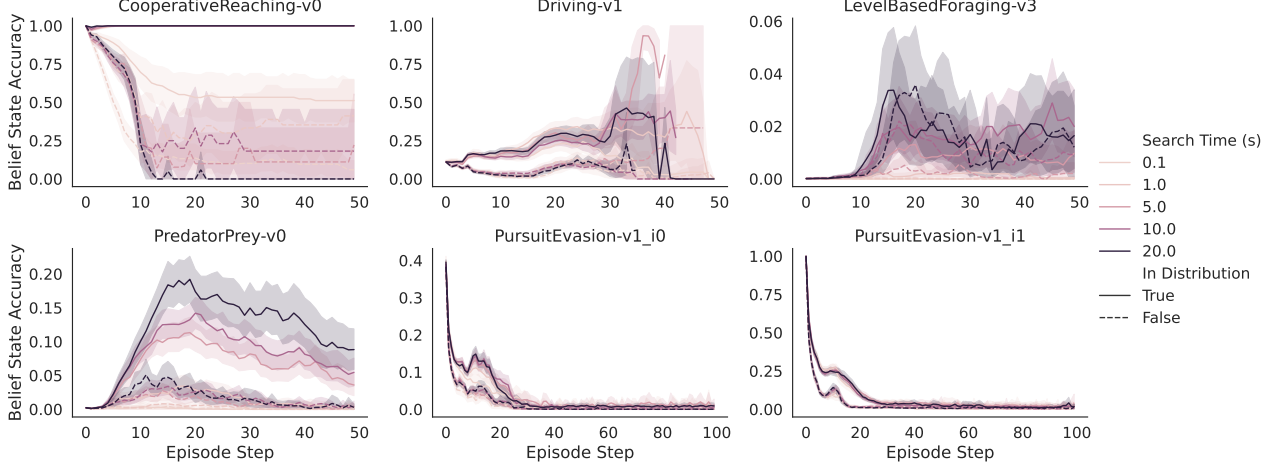 CooperativeReaching-v0
Driving-v1
LevelBasedForaging-v3
Belief State Accuracy
1.00
0.75
0.50
0.25
0.00
0 10 20 30 40 50
1.00
0.75
0.50
0.25
0.00
0 10 20 30 40 50
0.06
0.04
0.02
0.00
0 10 20 30 40 50
Search Time (s)
0.1
1.0
5.0
10.0
20.0
In Distribution
True
False
PredatorPrey-v0
PursuitEvasion-v1_i0
PursuitEvasion-v1_i1
Belief State Accuracy
0.20
0.15
0.10
0.05
0.00
0 10 20 30 40 50
Episode Step
0.4
0.3
0.2
0.1
0.0
0 20 40 60 80 100
Episode Step
1.00
0.75
0.50
0.25
0.00
0 20 40 60 80 100
Episode Step